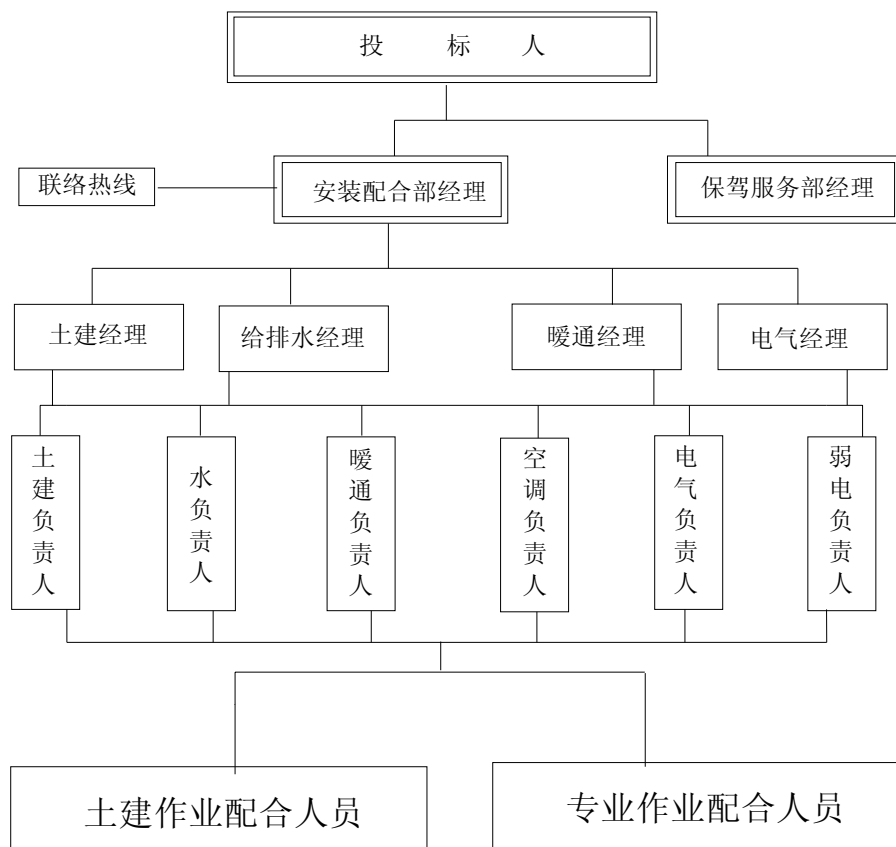 投标人
联络热线
安装配合部经理
保驾服务部经理
土建经理
给排水经理
暖通经理
电气经理
土建负责人
水负责人
暖通负责人
空调负责人
电气负责人
弱电负责人
土建作业配合人员
专业作业配合人员